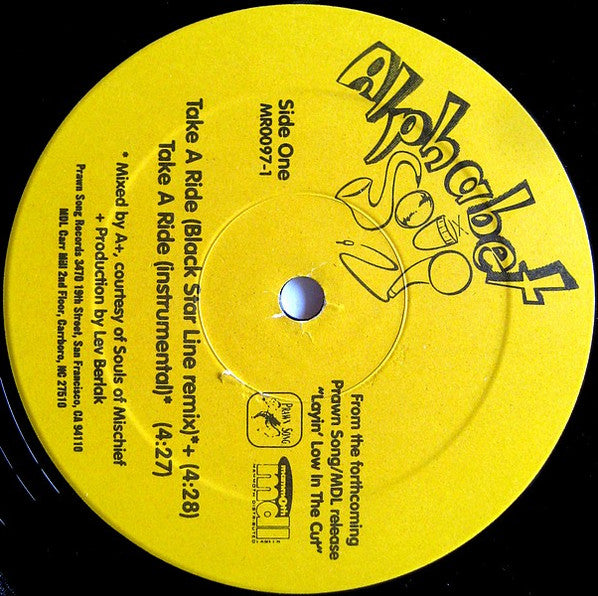 Alphabet
Soup
Side One
MR0097-1
From the forthcoming
Prawn Song/MDL release
"Layin' Low In The Cut"
PRAWN SONG
mammoth
mdl
Take A Ride (Black Star Line remix)*+ (4:28)
Take A Ride (instrumental)* (4:27)
* Mixed by A+, courtesy of Souls of Mischief
+ Production by Lev Berlak
Prawn Song Records 3470 19th Street, San Francisco, CA 94110
MDL Carr Mill 2nd Floor, Carboro, NC 27510